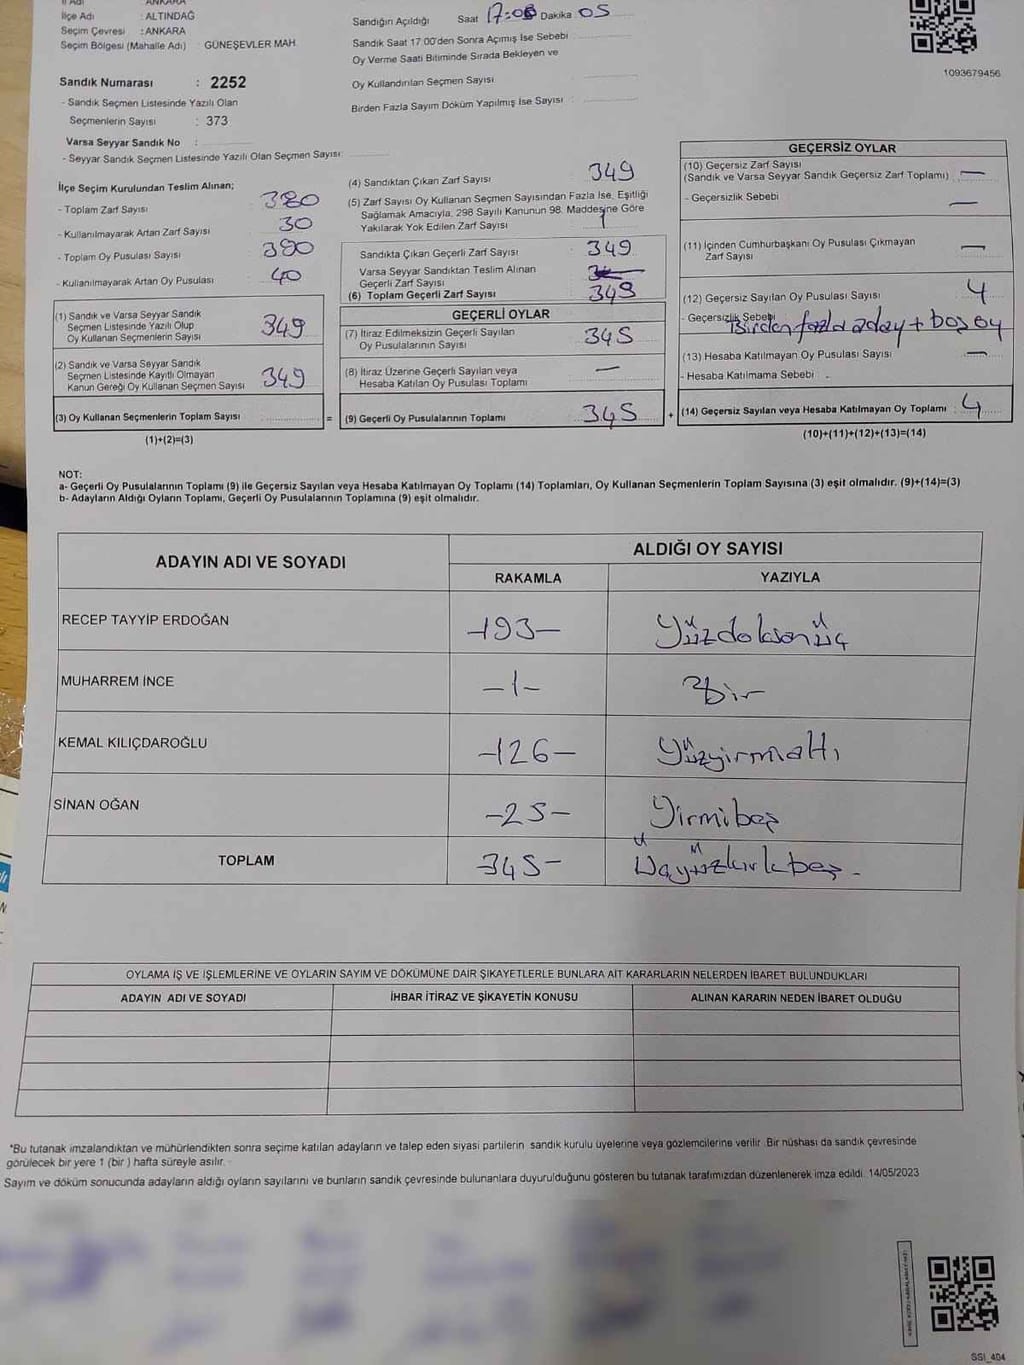 İlçe Adı : ALTINDAĞ
Seçim Çevresi : ANKARA
Seçim Bölgesi (Mahalle Adı) : GÜNEŞEVLER MAH.
Sandık Numarası : 2252
- Sandık Seçmen Listesinde Yazılı Olan
Seçmenlerin Sayısı : 373
Varsa Seyyar Sandık No :
- Seyyar Sandık Seçmen Listesinde Yazılı Olan Seçmen Sayısı:
Sandığın Açıldığı Saat 17:05 Dakika 05
Sandık Saat 17:00'den Sonra Açımış İse Sebebi
Oy Verme Saati Bitiminde Sırada Bekleyen ve
Oy Kullandırılan Seçmen Sayısı
Birden Fazla Sayım Döküm Yapılmış İse Sayısı
1093679456
İlçe Seçim Kurulundan Teslim Alınan;
- Toplam Zarf Sayısı 380
- Kullanılmayarak Artan Zarf Sayısı 30
- Toplam Oy Pusulası Sayısı 390
- Kullanılmayarak Artan Oy Pusulası 40
(1) Sandık ve Varsa Seyyar Sandık
Seçmen Listesinde Yazılı Olup
Oy Kullanan Seçmenlerin Sayısı 349
(2) Sandık ve Varsa Seyyar Sandık
Seçmen Listesinde Kayıtlı Olmayan
Kanun Gereği Oy Kullanan Seçmen Sayısı 349
(3) Oy Kullanan Seçmenlerin Toplam Sayısı =
(1)+(2)=(3)
(4) Sandıktan Çıkan Zarf Sayısı 349
(5) Zarf Sayısı Oy Kullanan Seçmen Sayısından Fazla İse, Eşitliği
Sağlamak Amacıyla, 298 Sayılı Kanunun 98. Maddesine Göre
Yakılarak Yok Edilen Zarf Sayısı
Sandıkta Çıkan Geçerli Zarf Sayısı 349
Varsa Seyyar Sandıktan Teslim Alınan
Geçerli Zarf Sayısı
(6) Toplam Geçerli Zarf Sayısı 349
GEÇERLİ OYLAR
(7) İtiraz Edilmeksizin Geçerli Sayılan
Oy Pusulalarının Sayısı 345
(8) İtiraz Üzerine Geçerli Sayılan veya
Hesaba Katılan Oy Pusulası Toplamı —
(9) Geçerli Oy Pusulalarının Toplamı 345 +
GEÇERSİZ OYLAR
(10) Geçersiz Zarf Sayısı
(Sandık ve Varsa Seyyar Sandık Geçersiz Zarf Toplamı) —
- Geçersizlik Sebebi —
(11) İçinden Cumhurbaşkanı Oy Pusulası Çıkmayan
Zarf Sayısı —
(12) Geçersiz Sayılan Oy Pusulası Sayısı 4
- Geçersizlik Sebebi Birden fazla aday + boş oy
(13) Hesaba Katılmayan Oy Pusulası Sayısı —
- Hesaba Katılmama Sebebi .
(14) Geçersiz Sayılan veya Hesaba Katılmayan Oy Toplamı 4
(10)+(11)+(12)+(13)=(14)
NOT:
a- Geçerli Oy Pusulalarının Toplamı (9) ile Geçersiz Sayılan veya Hesaba Katılmayan Oy Toplamı (14) Toplamları, Oy Kullanan Seçmenlerin Toplam Sayısına (3) eşit olmalıdır. (9)+(14)=(3)
b- Adayların Aldığı Oyların Toplamı, Geçerli Oy Pusulalarının Toplamına (9) eşit olmalıdır.
ADAYIN ADI VE SOYADI ALDIĞI OY SAYISI
RAKAMLA YAZIYLA
RECEP TAYYİP ERDOĞAN -193- Yüzdoksanüç
MUHARREM İNCE -1- Bir
KEMAL KILIÇDAROĞLU -126- Yüzyirmialtı
SİNAN OĞAN -25- Yirmibeş
TOPLAM -345- Üçyüzkırkbeş -
OYLAMA İŞ VE İŞLEMLERİNE VE OYLARIN SAYIM VE DÖKÜMÜNE DAİR ŞİKAYETLERLE BUNLARA AİT KARARLARIN NELERDEN İBARET BULUNDUKLARI
ADAYIN ADI VE SOYADI İHBAR İTİRAZ VE ŞİKAYETİN KONUSU ALINAN KARARIN NEDEN İBARET OLDUĞU
*Bu tutanak imzalandıktan ve mühürlendikten sonra seçime katılan adayların ve talep eden siyasi partilerin sandık kurulu üyelerine veya gözlemcilerine verilir. Bir nüshası da sandık çevresinde
görülecek bir yere 1 (bir ) hafta süreyle asılır.
Sayım ve döküm sonucunda adayların aldığı oyların sayılarını ve bunların sandık çevresinde bulunanlara duyurulduğunu gösteren bu tutanak tarafımızdan düzenlenerek imza edildi. 14/05/2023
SSI_404